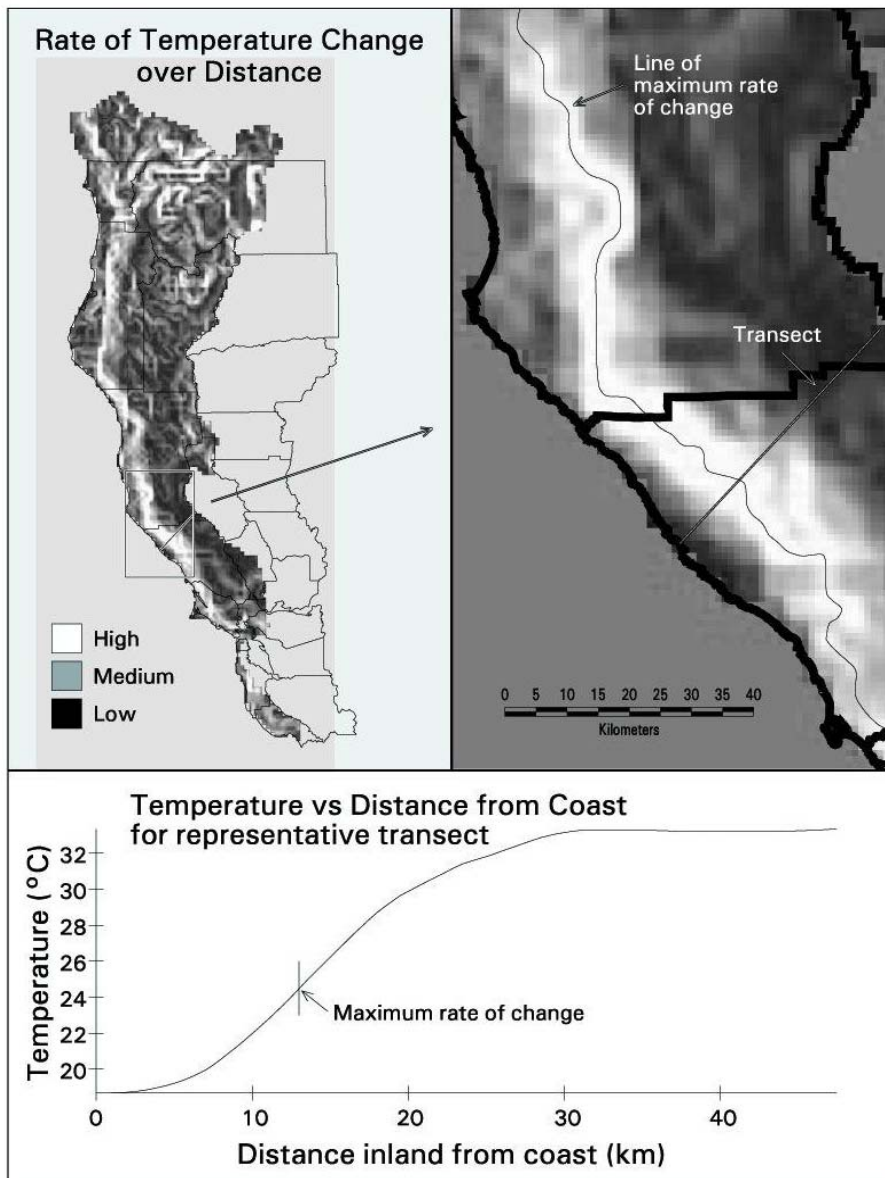 Rate of Temperature Change
over Distance
High
Medium
Low
Line of
maximum rate
of change
Transect
0 5 10 15 20 25 30 35 40
Kilometers
Temperature vs Distance from Coast
for representative transect
Temperature (°C)
32
30
28
26
24
22
20
Maximum rate of change
0 10 20 30 40
Distance inland from coast (km)